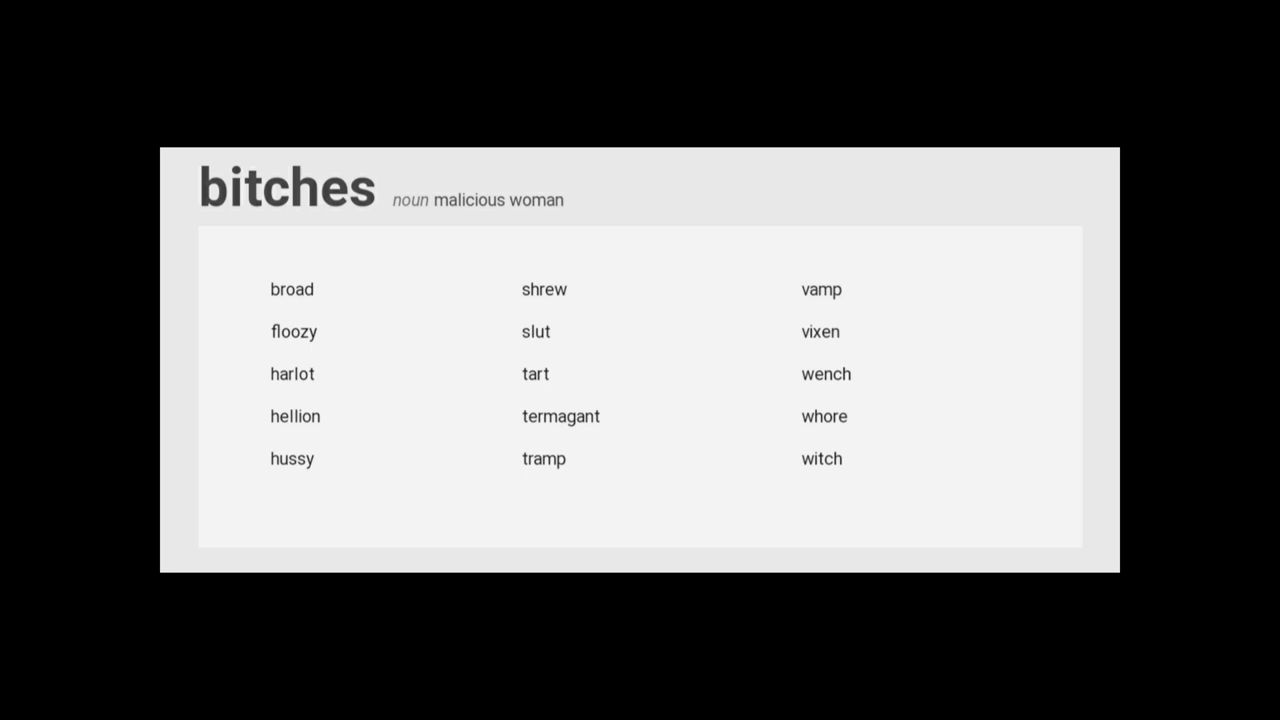 bitches noun malicious woman
broad shrew vamp
floozy slut vixen
harlot tart wench
hellion termagant whore
hussy tramp witch